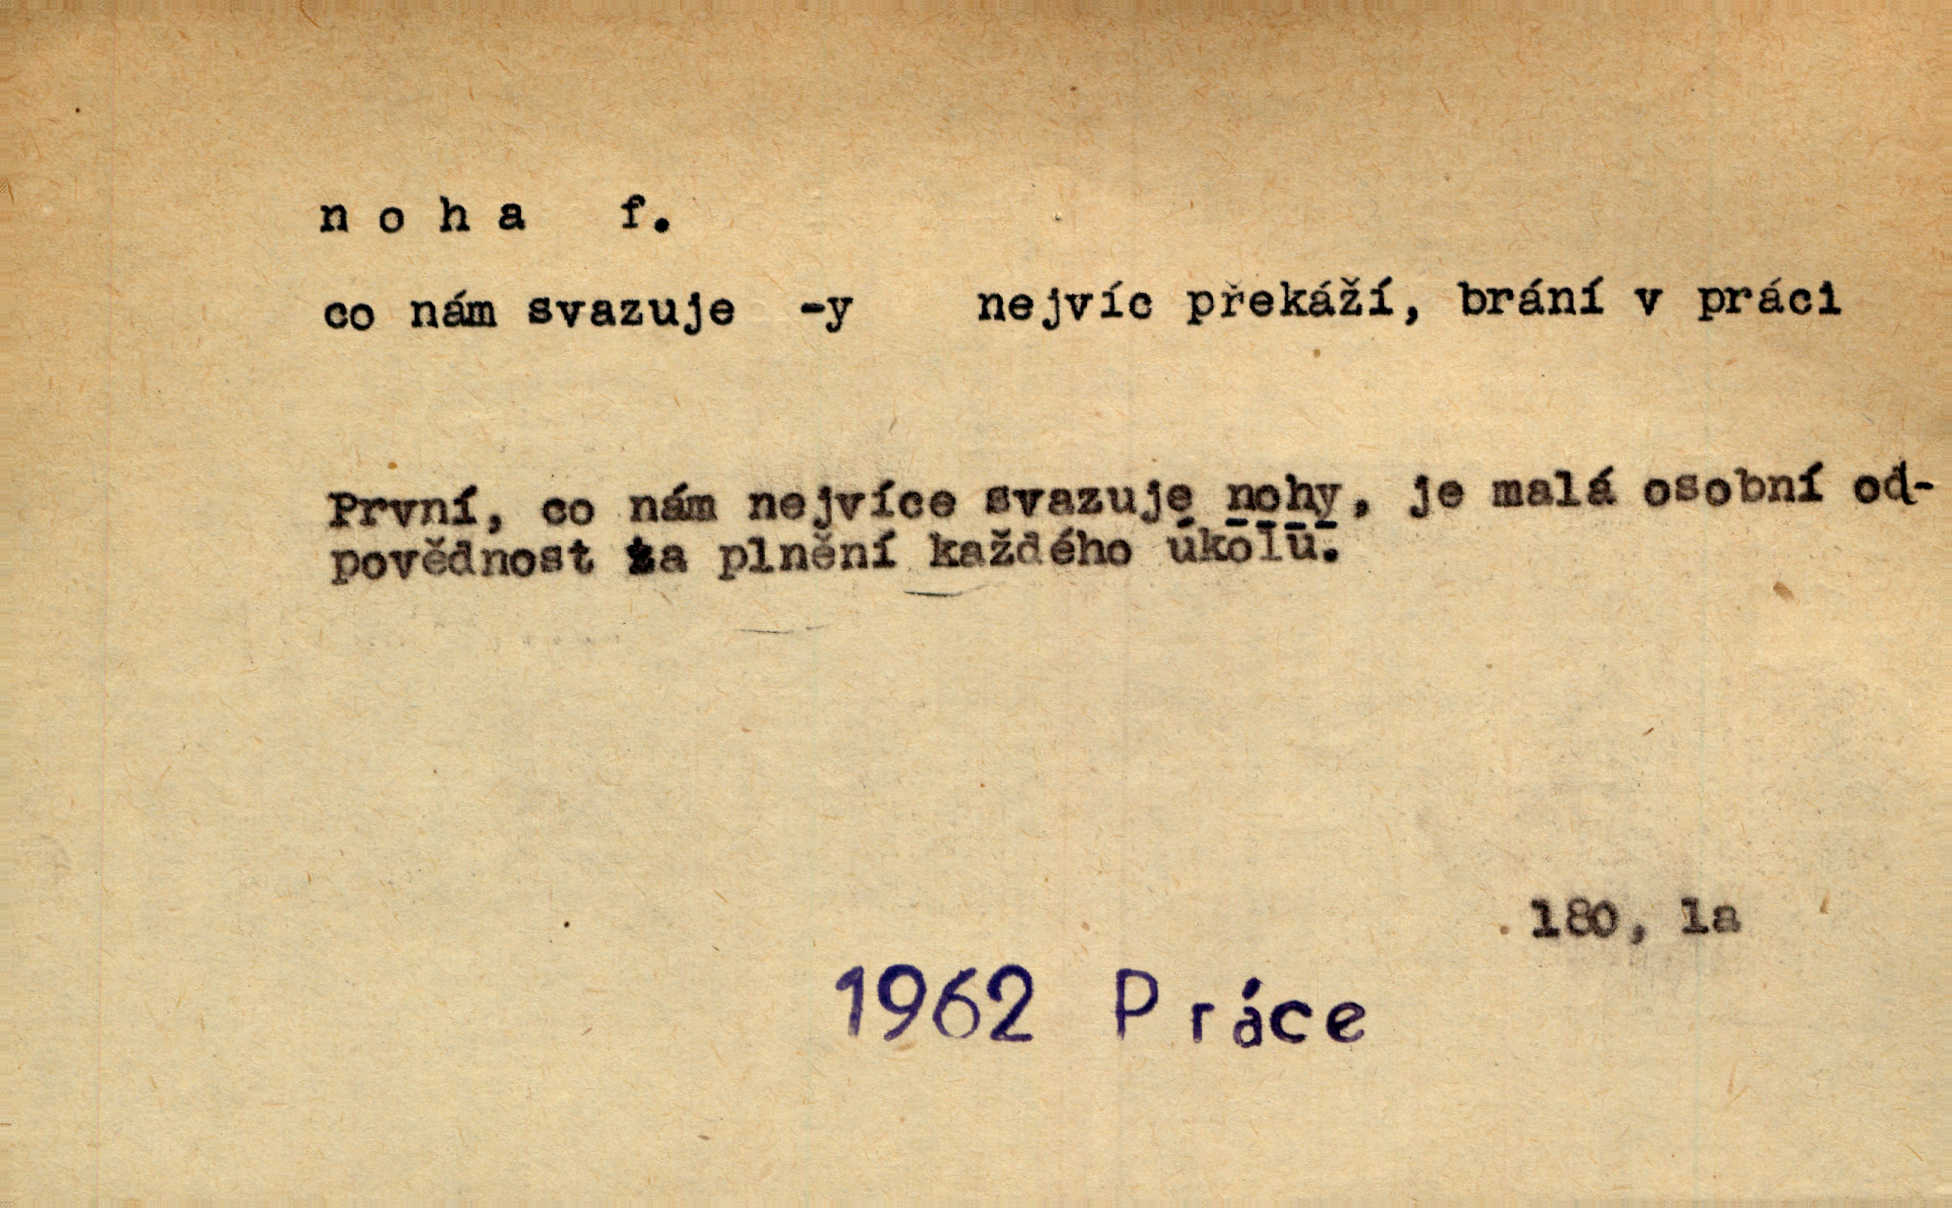 noha f.
co nám svazuje -y nejvíc překáží, brání v práci
První, co nám nejvíce svazuje nohy, je malá osobní od-
povědnost za plnění každého úkolu.
180, 1a
1962 Práce